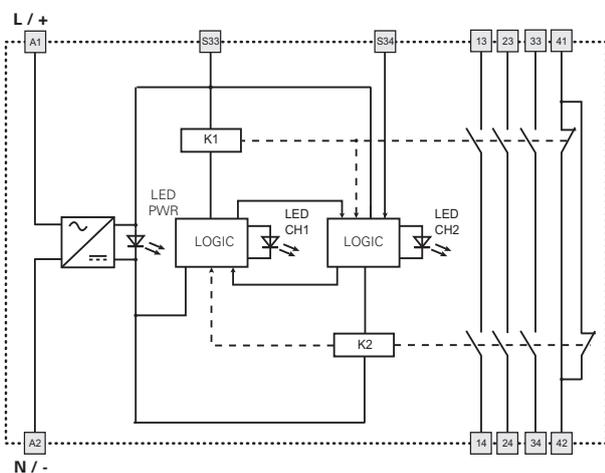 L / +
A1 S33 S34 13 23 33 41
K1
LED
PWR
LED
CH1
LED
CH2
LOGIC LOGIC
K2
A2 14 24 34 42
N / -